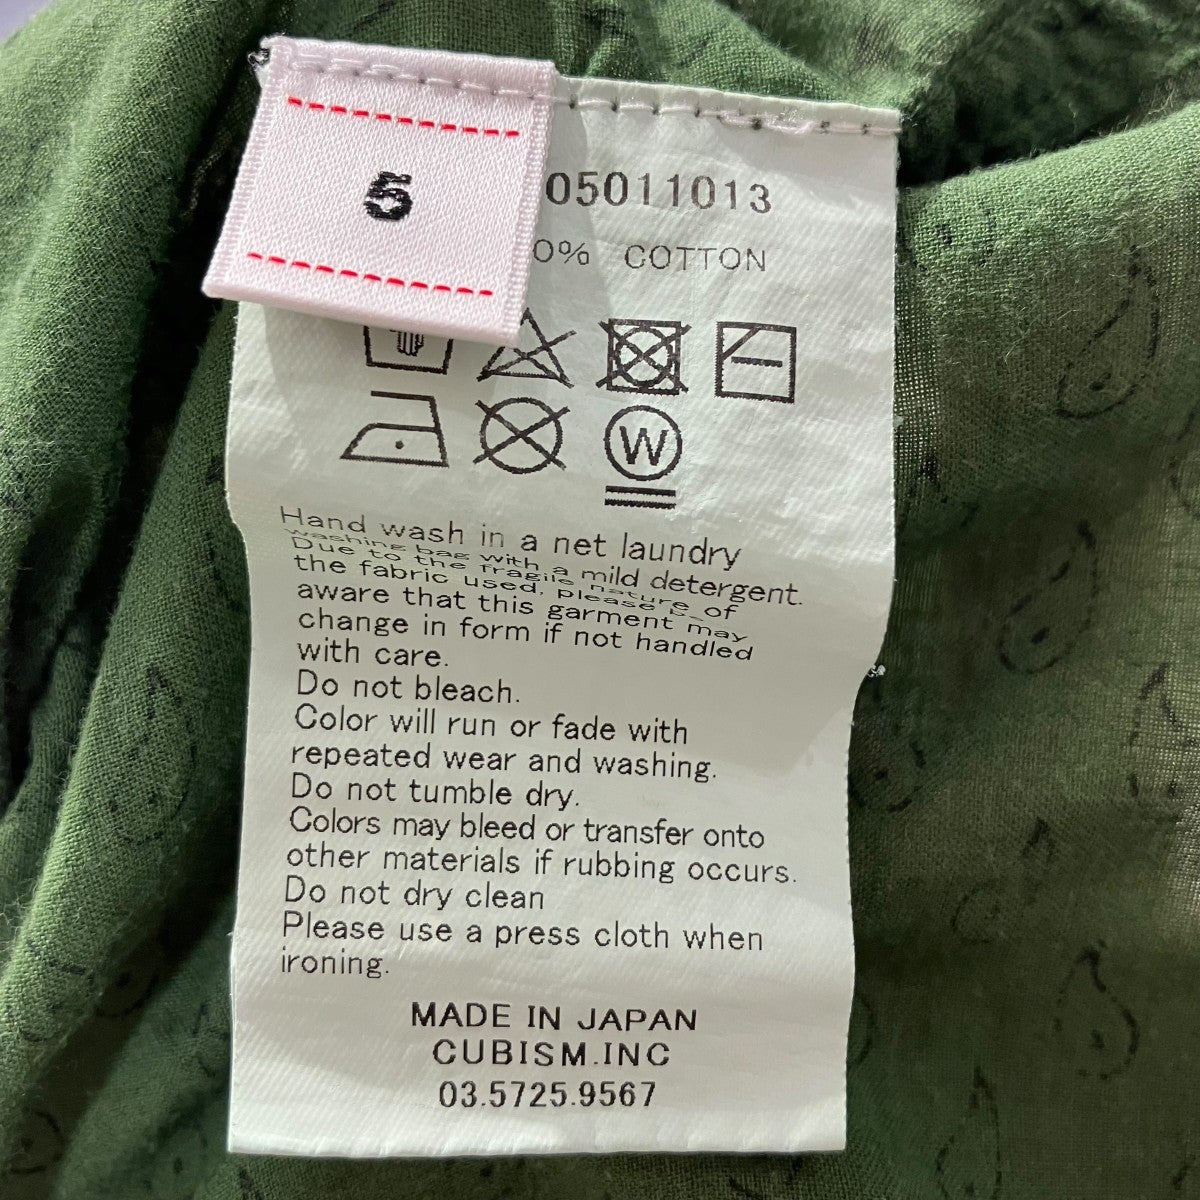 5
05011013
0% COTTON
W
Hand wash in a net laundry
washing bag with a mild detergent.
Due to the fragile nature of
the fabric used, please
aware that this garment may
change in form if not handled
with care.
Do not bleach.
Color will run or fade with
repeated wear and washing.
Do not tumble dry.
Colors may bleed or transfer onto
other materials if rubbing occurs.
Do not dry clean
Please use a press cloth when
ironing.
MADE IN JAPAN
CUBISM.INC
03.5725.9567